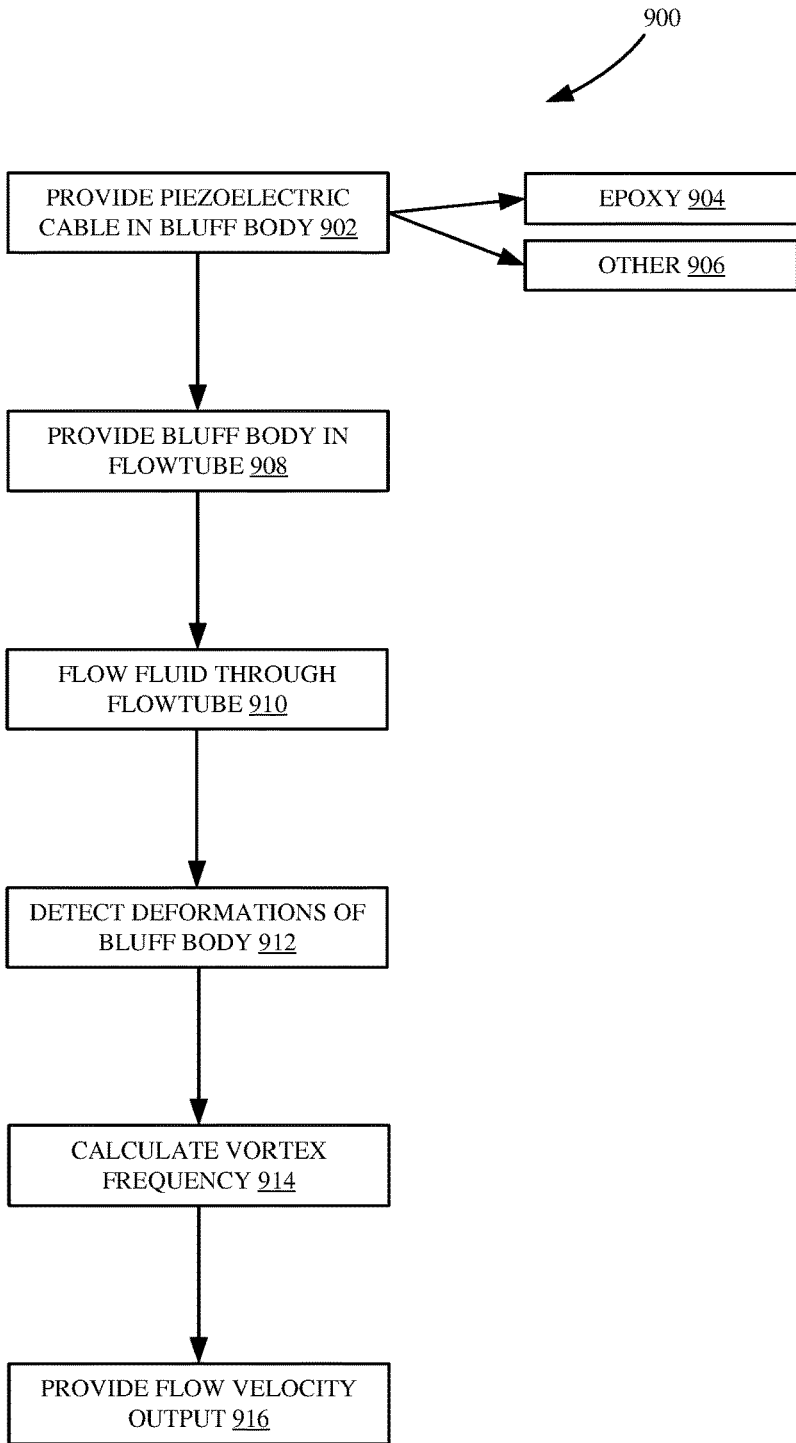 900
PROVIDE PIEZOELECTRIC
CABLE IN BLUFF BODY 902
EPOXY 904
OTHER 906
PROVIDE BLUFF BODY IN
FLOWTUBE 908
FLOW FLUID THROUGH
FLOWTUBE 910
DETECT DEFORMATIONS OF
BLUFF BODY 912
CALCULATE VORTEX
FREQUENCY 914
PROVIDE FLOW VELOCITY
OUTPUT 916